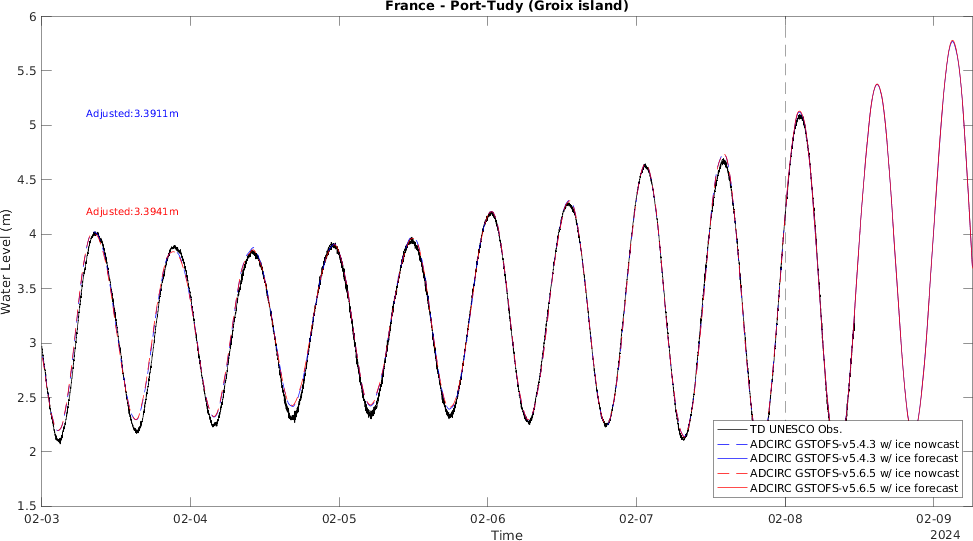 France - Port-Tudy (Groix island)
6
5.5
5
4.5
4
3.5
3
2.5
2
1.5
Water Level (m)
Adjusted:3.3911m
Adjusted:3.3941m
TD UNESCO Obs.
ADCIRC GSTOFS-v5.4.3 w/ ice nowcast
ADCIRC GSTOFS-v5.4.3 w/ ice forecast
ADCIRC GSTOFS-v5.6.5 w/ ice nowcast
ADCIRC GSTOFS-v5.6.5 w/ ice forecast
02-03 02-04 02-05 02-06 02-07 02-08 02-09
Time
2024